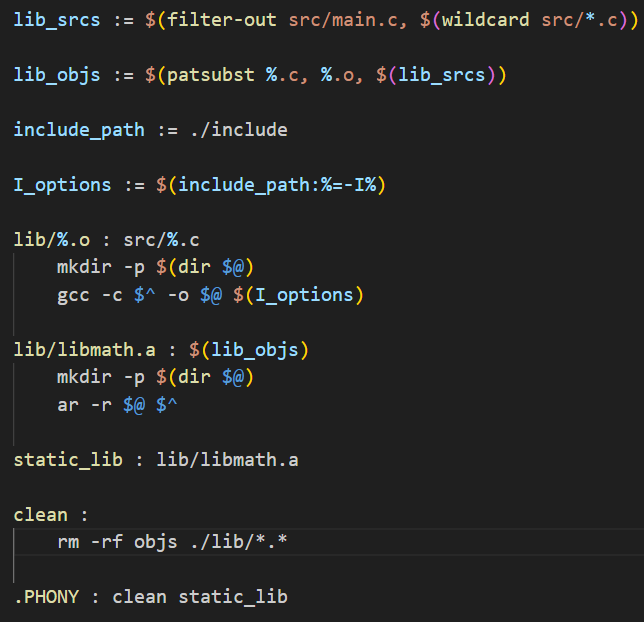 lib_srcs := $(filter-out src/main.c, $(wildcard src/*.c))
lib_objs := $(patsubst %.c, %.o, $(lib_srcs))
include_path := ./include
I_options := $(include_path:%=-I%)
lib/%.o : src/%.c
mkdir -p $(dir $@)
gcc -c $^ -o $@ $(I_options)
lib/libmath.a : $(lib_objs)
mkdir -p $(dir $@)
ar -r $@ $^
static_lib : lib/libmath.a
clean :
rm -rf objs ./lib/*.*
.PHONY : clean static_lib